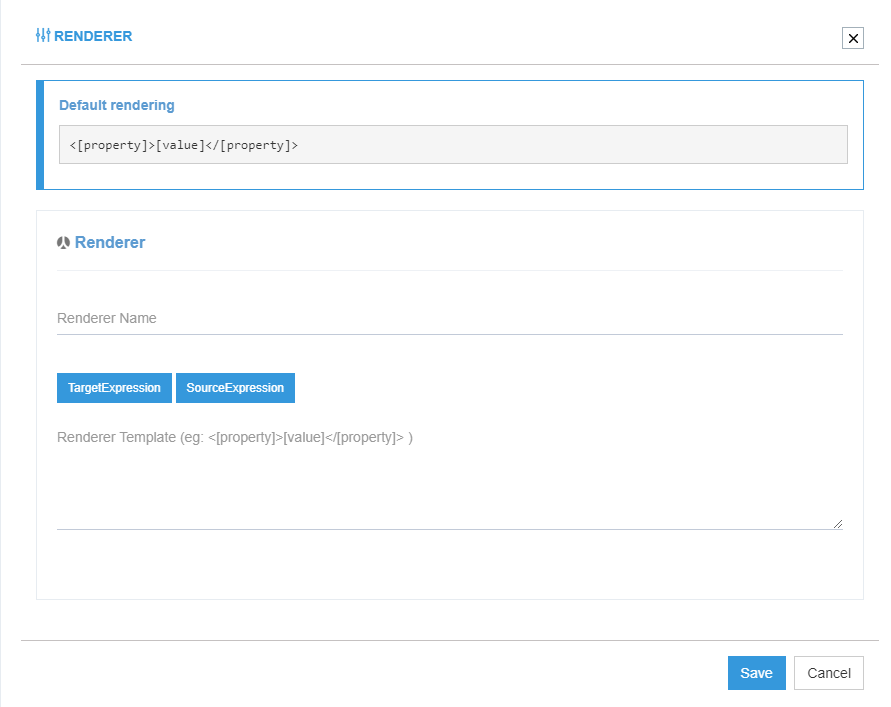 RENDERER
Default rendering
<[property]>[value]</[property]>
Renderer
Renderer Name
TargetExpression SourceExpression
Renderer Template (eg: <[property]>[value]</[property]> )
Save Cancel